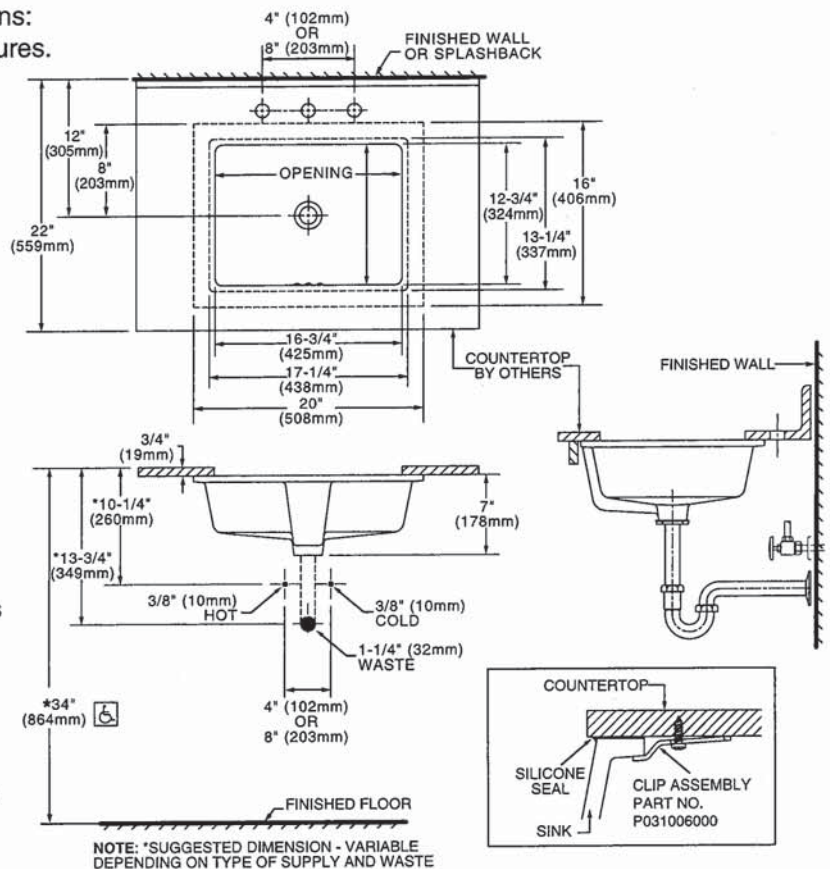 ns:
ures.
4" (102mm)
OR
8" (203mm)
FINISHED WALL
OR SPLASHBACK
12"
(305mm)
8"
(203mm)
22"
(559mm)
OPENING
12-3/4"
(324mm)
13-1/4"
(337mm)
16"
(406mm)
16-3/4"
(425mm)
17-1/4"
(438mm)
20"
(508mm)
COUNTERTOP
BY OTHERS
FINISHED WALL
3/4"
(19mm)
*10-1/4"
(260mm)
*13-3/4"
(349mm)
7"
(178mm)
3/8" (10mm)
HOT
3/8" (10mm)
COLD
1-1/4" (32mm)
WASTE
4" (102mm)
OR
8" (203mm)
*34"
(864mm)
FINISHED FLOOR
NOTE: *SUGGESTED DIMENSION - VARIABLE
DEPENDING ON TYPE OF SUPPLY AND WASTE
COUNTERTOP
SILICONE
SEAL
SINK
CLIP ASSEMBLY
PART NO.
P031006000